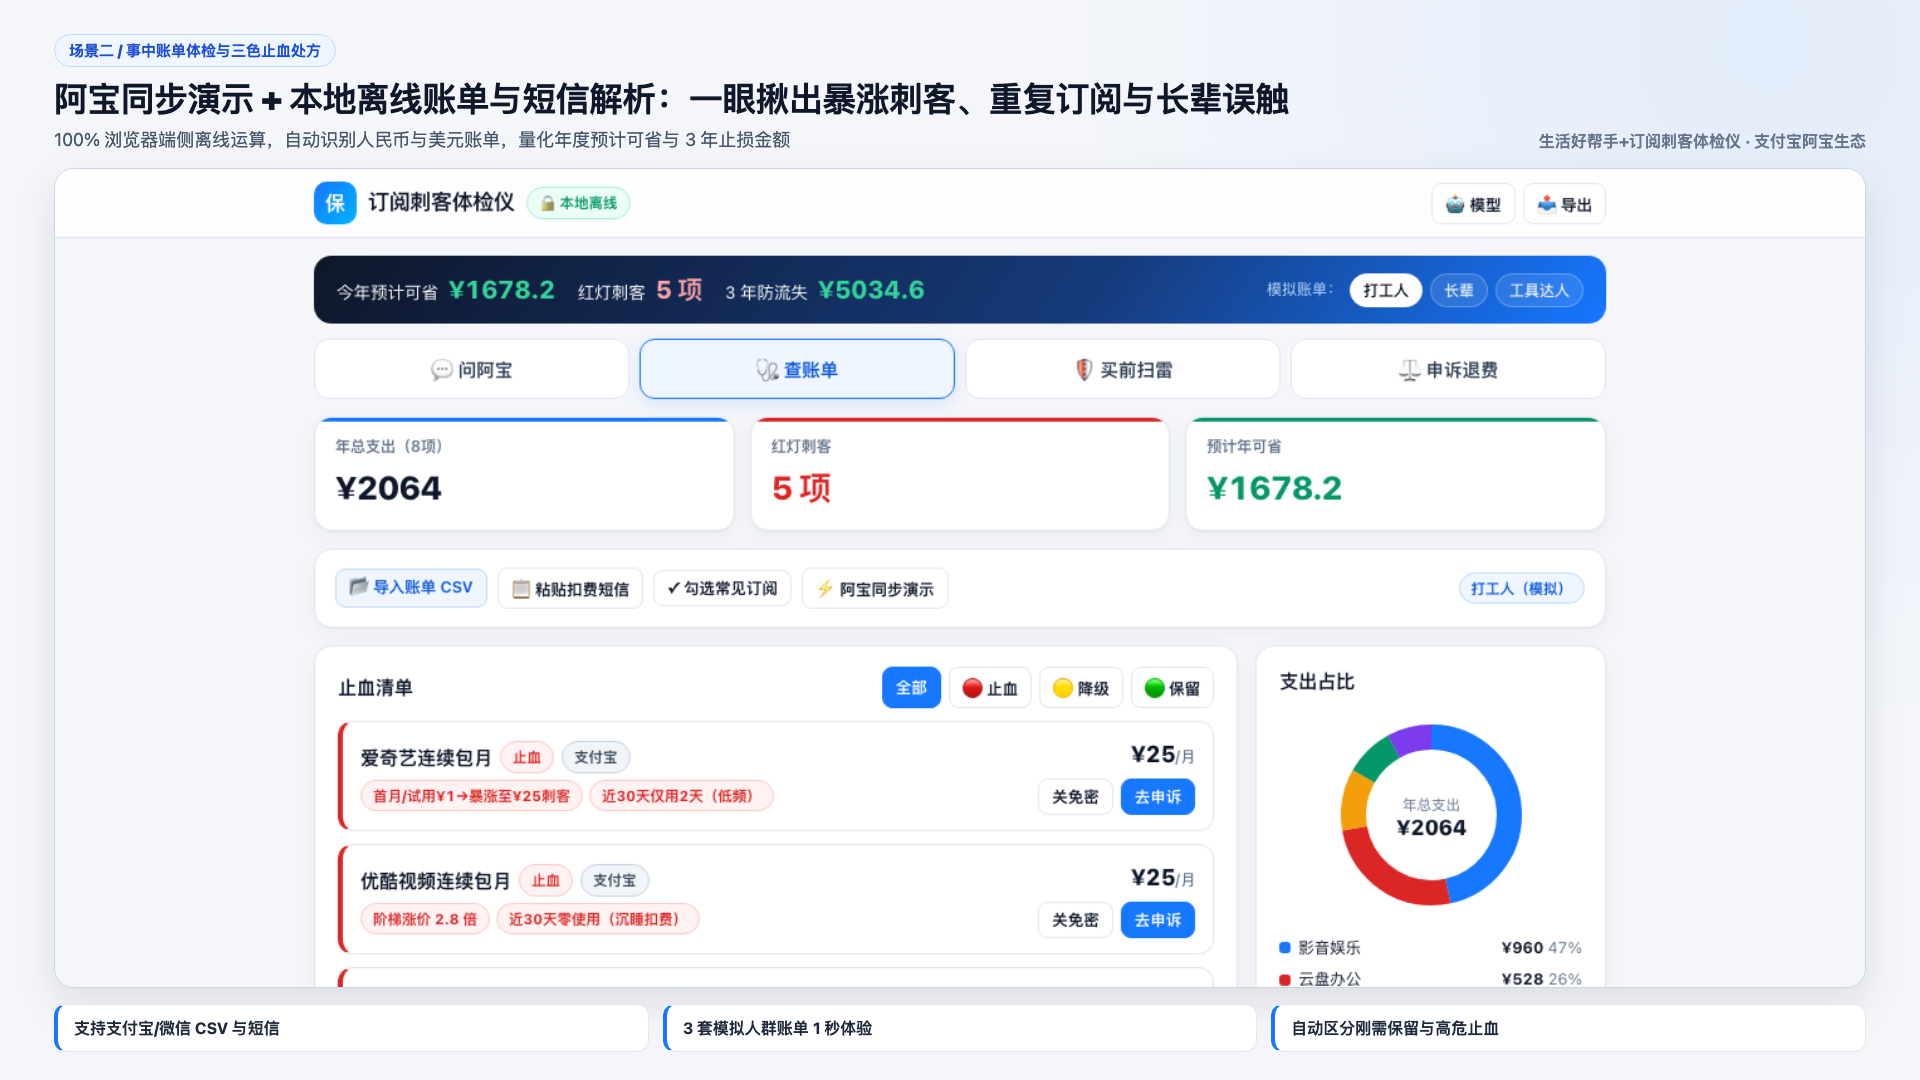 场景二 / 事中账单体检与三色止血处方
阿宝同步演示 + 本地离线账单与短信解析：一眼揪出暴涨刺客、重复订阅与长辈误触
100% 浏览器端侧离线运算，自动识别人民币与美元账单，量化年度预计可省与 3 年止损金额
生活好帮手+订阅刺客体检仪 · 支付宝阿宝生态
保 订阅刺客体检仪 本地离线 模型 导出
今年预计可省 ¥1678.2 红灯刺客 5 项 3 年防流失 ¥5034.6 模拟账单： 打工人 长辈 工具达人
问阿宝 查账单 买前扫雷 申诉退费
年总支出（8项） 红灯刺客 预计年可省
¥2064 5 项 ¥1678.2
导入账单 CSV 粘贴扣费短信 ✓ 勾选常见订阅 阿宝同步演示 打工人（模拟）
止血清单 全部 止血 降级 保留
爱奇艺连续包月 止血 支付宝 ¥25/月
首月/试用¥1→暴涨至¥25刺客 近30天仅用2天（低频） 关免密 去申诉
优酷视频连续包月 止血 支付宝 ¥25/月
阶梯涨价 2.8 倍 近30天零使用（沉睡扣费） 关免密 去申诉
支出占比
年总支出
¥2064
影音娱乐 ¥960 47%
云盘办公 ¥528 26%
支持支付宝/微信 CSV 与短信
3 套模拟人群账单 1 秒体验
自动区分刚需保留与高危止血